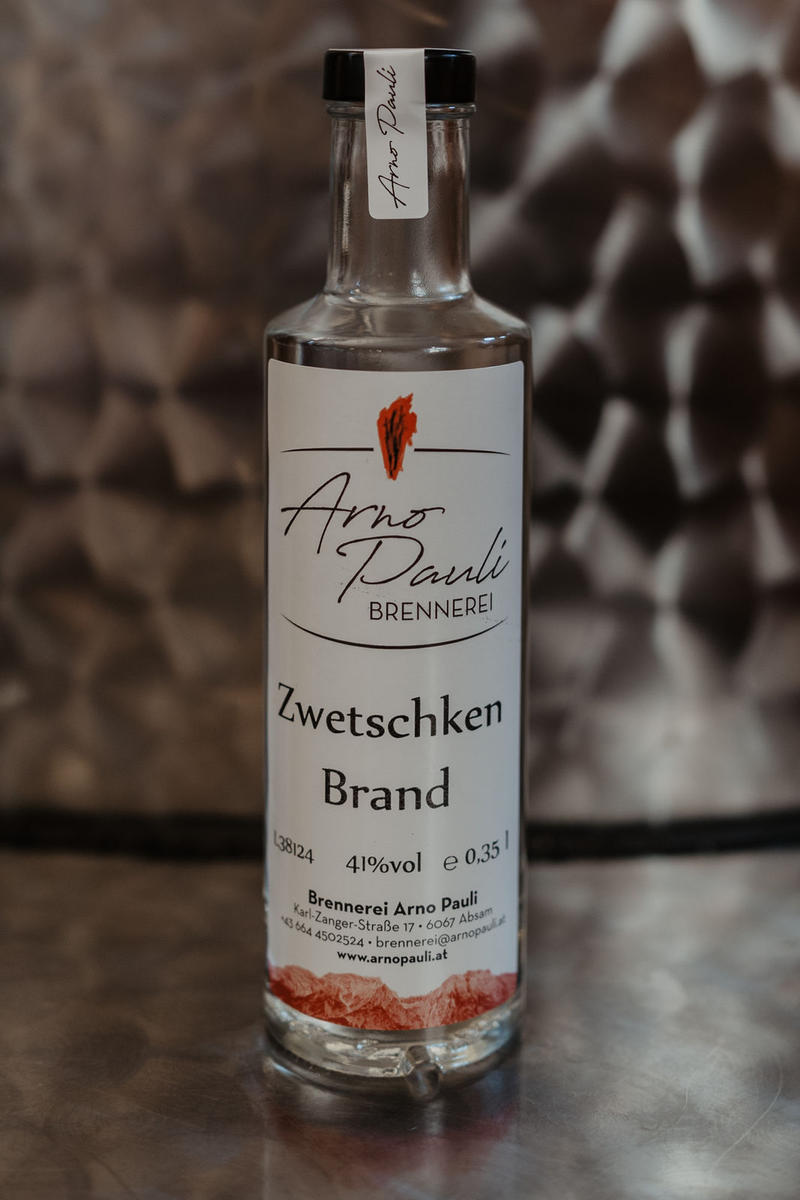 Arno Pauli
Arno
Pauli
BRENNEREI
Zwetschken
Brand
L38124 41%vol e 0,35 l
Brennerei Arno Pauli
Karl-Zanger-Straße 17 • 6067 Absam
+43 664 4502524 • brennerei@arnopauli.at
www.arnopauli.at